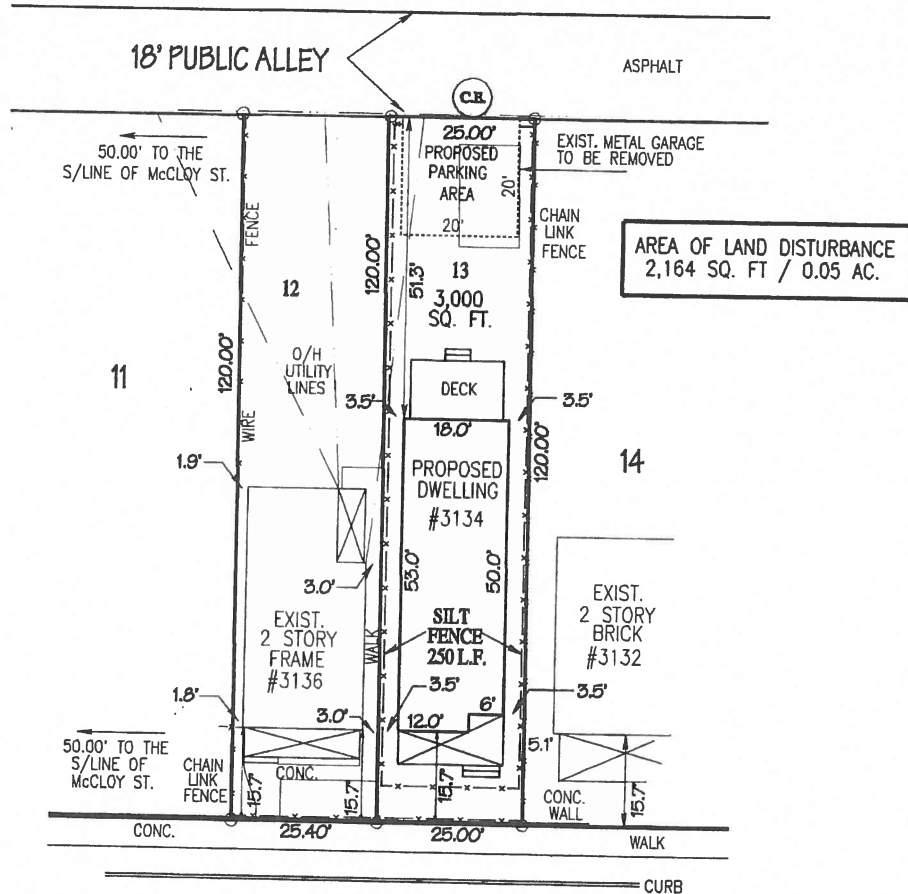 18' PUBLIC ALLEY
ASPHALT
C.E.
50.00' TO THE
S/LINE OF McCLOY ST.
25.00'
PROPOSED
PARKING
AREA
20'
20'
EXIST. METAL GARAGE
TO BE REMOVED
FENCE
CHAIN
LINK
FENCE
AREA OF LAND DISTURBANCE
2,164 SQ. FT / 0.05 AC.
12
120.00'
51.3'
13
3,000
SQ. FT.
11
120.00'
O/H
UTILITY
LINES
DECK
3.5'
3.5'
18.0'
WIRE
120.00'
14
1.9'
PROPOSED
DWELLING
#3134
53.0'
50.0'
3.0'
EXIST.
2 STORY
FRAME
#3136
WALK
SILT
FENCE
250 L.F.
EXIST.
2 STORY
BRICK
#3132
1.8'
3.0'
3.5'
3.5'
12.0'
6'
50.00' TO THE
S/LINE OF
McCLOY ST.
CHAIN
LINK
FENCE
CONC.
15.7'
15.7'
15.7'
5.1'
CONC.
WALL
15.7'
CONC.
25.40'
25.00'
WALK
CURB